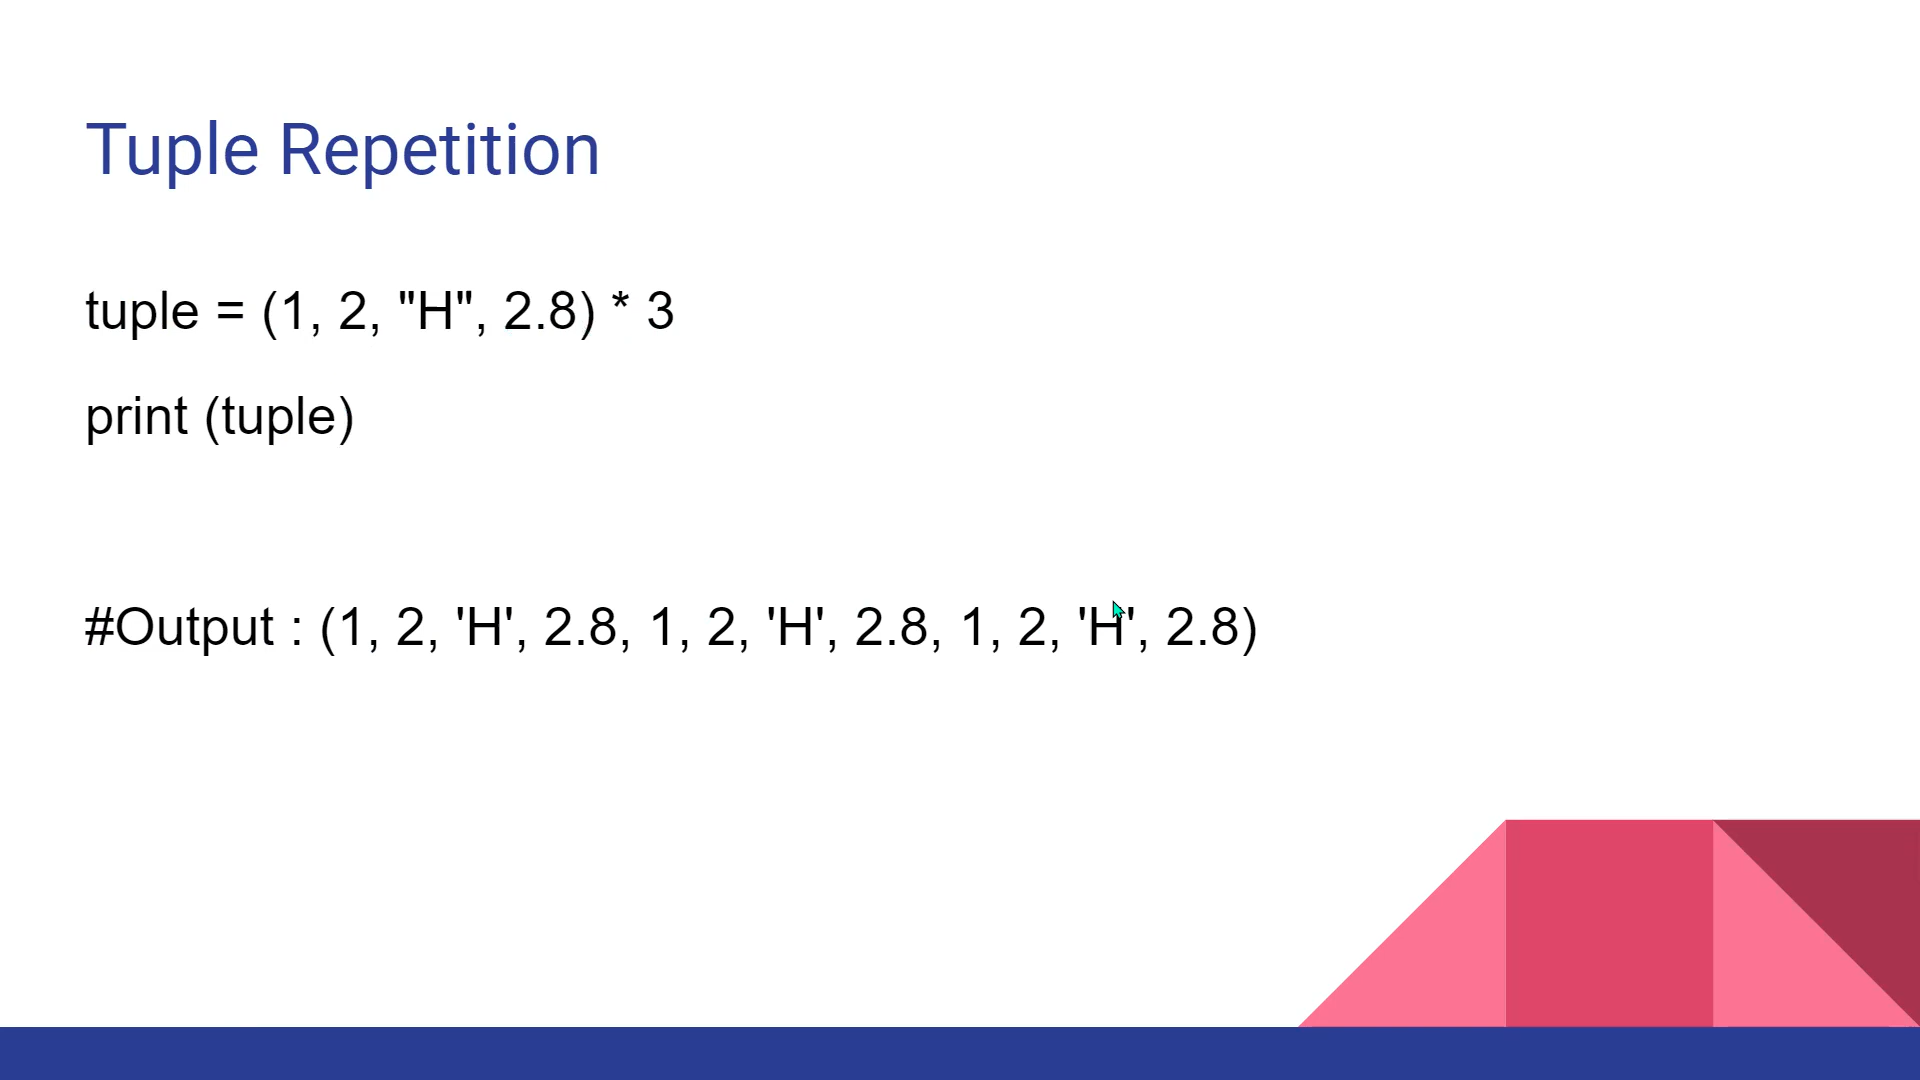 Tuple Repetition
tuple = (1, 2, "H", 2.8) * 3
print (tuple)
#Output : (1, 2, 'H', 2.8, 1, 2, 'H', 2.8, 1, 2, 'H', 2.8)